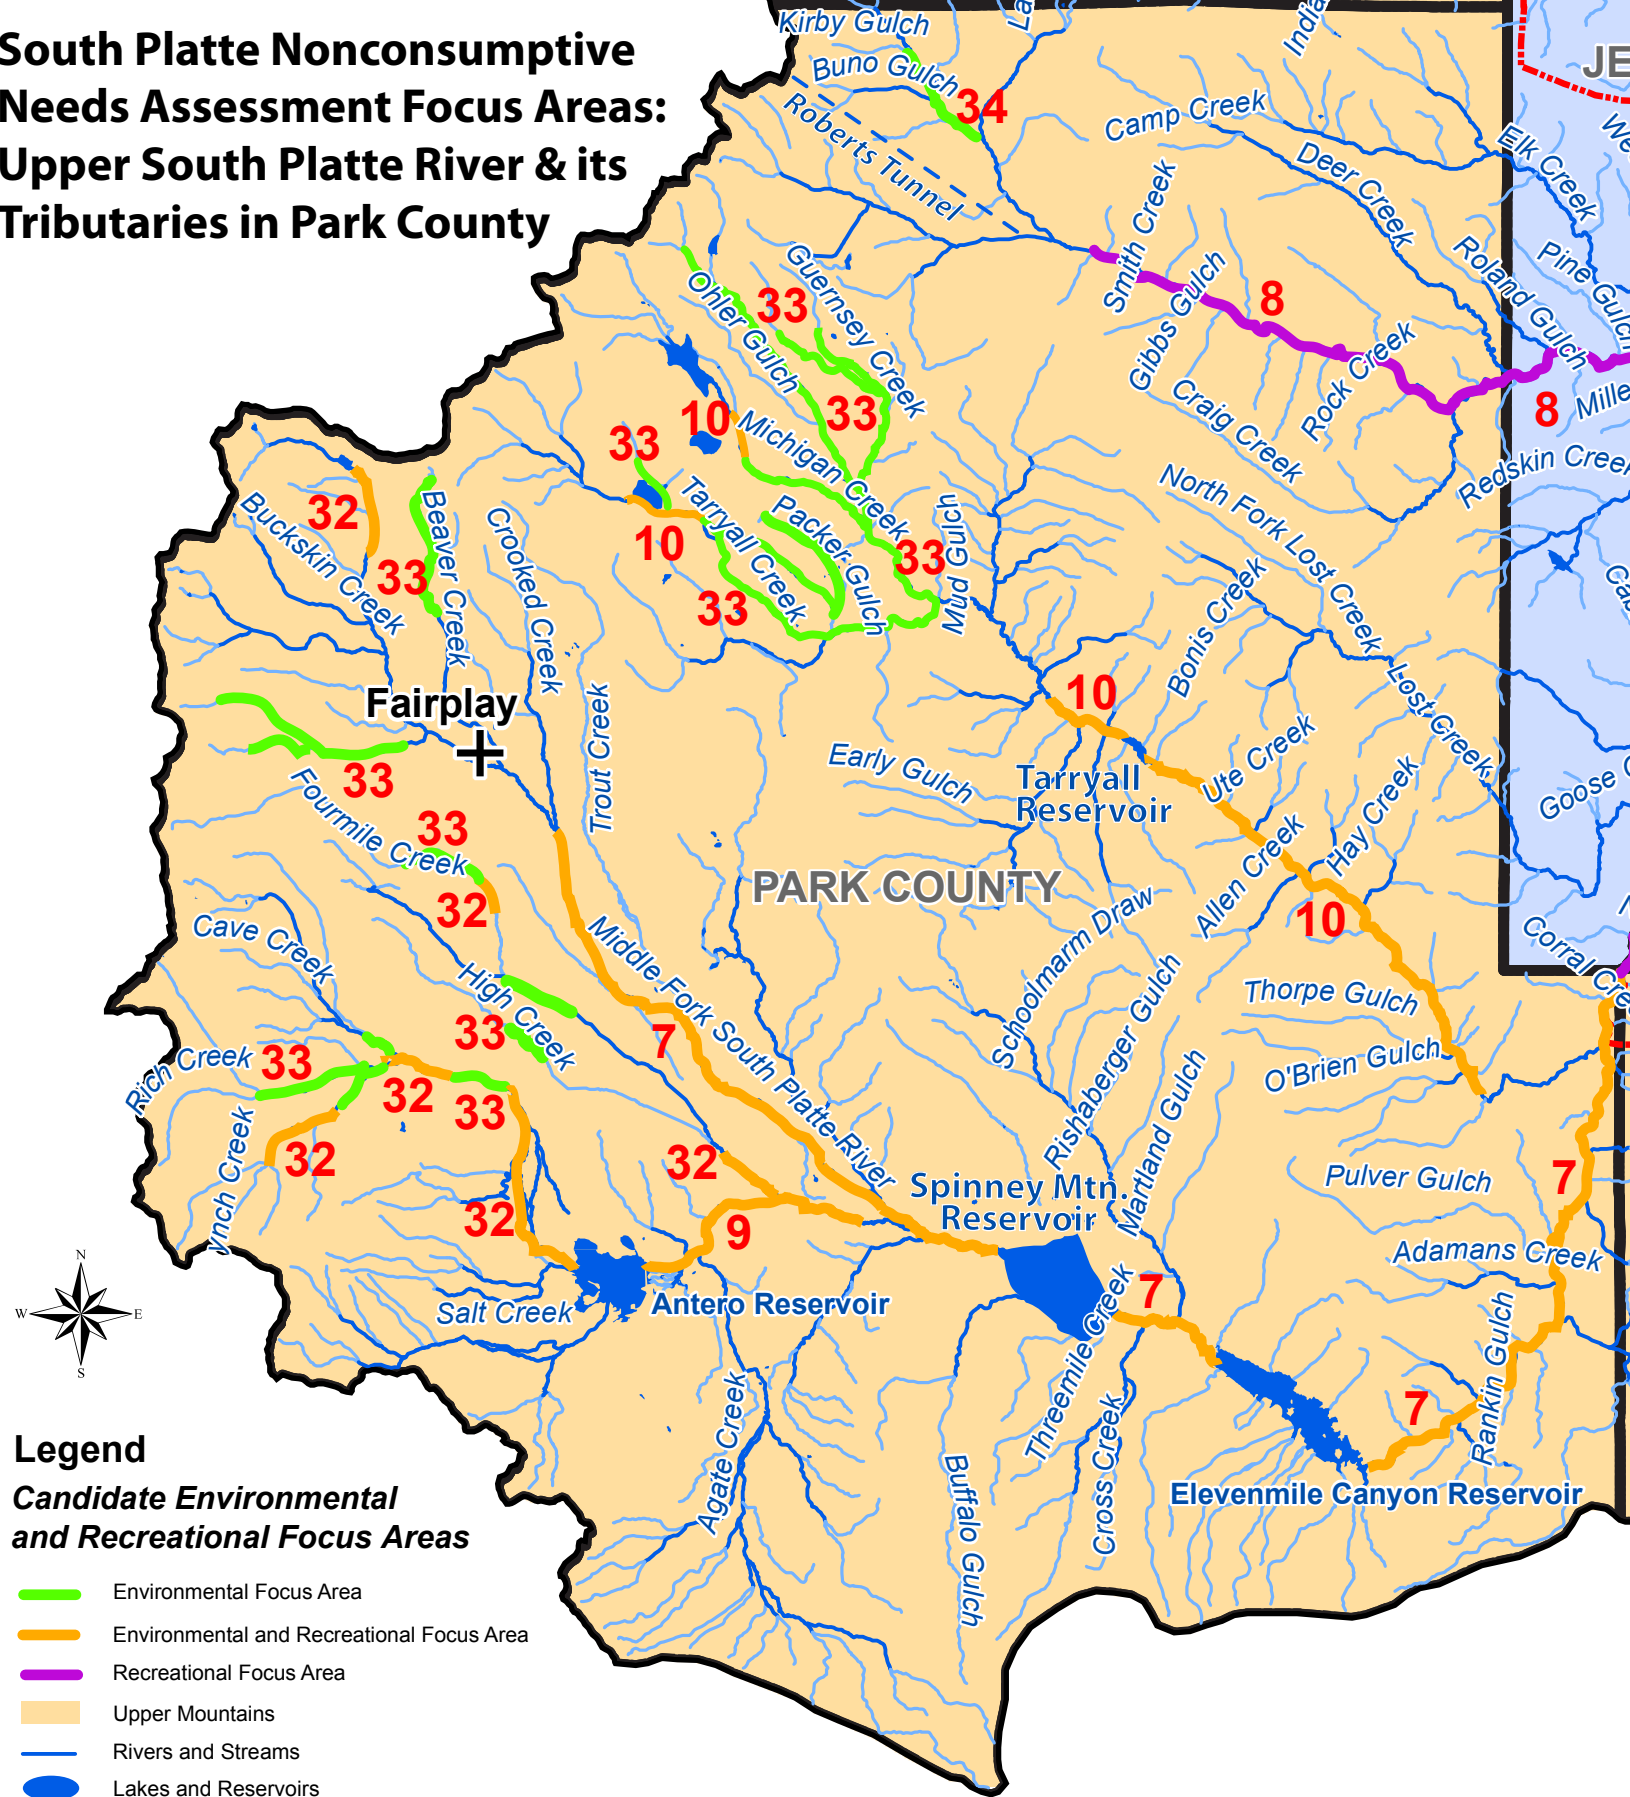 South Platte Nonconsumptive
Needs Assessment Focus Areas:
Upper South Platte River & its
Tributaries in Park County
Kirby Gulch
Buno Gulch
34
Roberts Tunnel
Camp Creek
Deer Creek
Elk Creek
Smith Creek
Gibbs Gulch
8
Roland Gulch
Pine Gulch
Rock Creek
Craig Creek
8
Redskin Creek
Guernsey Creek
33
Ohler Gulch
33
10
Michigan Creek
33
10
Tarryall Creek
Packer Gulch
33
33
Mud Gulch
North Fork Lost Creek
Lost Creek
Bonis Creek
32
Buckskin Creek
33
Beaver Creek
Crooked Creek
Trout Creek
Fairplay
33
Fourmile Creek
33
32
10
Early Gulch
Tarryall
Reservoir
Ute Creek
Hay Creek
Allen Creek
10
Goose
PARK COUNTY
Schoolmarm Draw
Rishaberger Gulch
Martland Gulch
Thorpe Gulch
O'Brien Gulch
Corral
Cave Creek
High Creek
33
Middle Fork South Platte River
7
Rich Creek
33
32
33
32
ynch Creek
32
32
9
Spinney Mtn.
Reservoir
Pulver Gulch
7
Adamans Creek
Antero Reservoir
Salt Creek
Threemile Creek
7
Cross Creek
Rankin Gulch
7
Elevenmile Canyon Reservoir
Agate Creek
Buffalo Gulch
N
W
E
S
Legend
Candidate Environmental
and Recreational Focus Areas
Environmental Focus Area
Environmental and Recreational Focus Area
Recreational Focus Area
Upper Mountains
Rivers and Streams
Lakes and Reservoirs